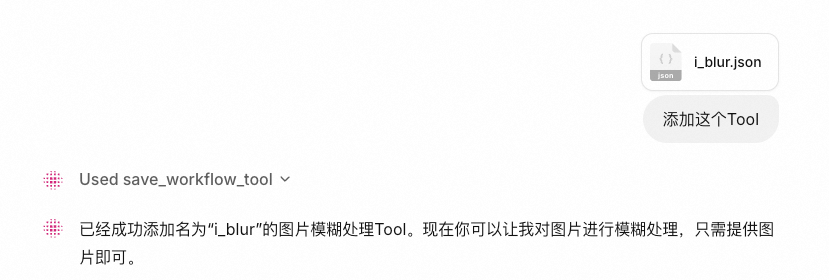 i_blur.json
json
添加这个Tool
Used save_workflow_tool
已经成功添加名为“i_blur”的图片模糊处理Tool。现在你可以让我对图片进行模糊处理，只需提供图
片即可。